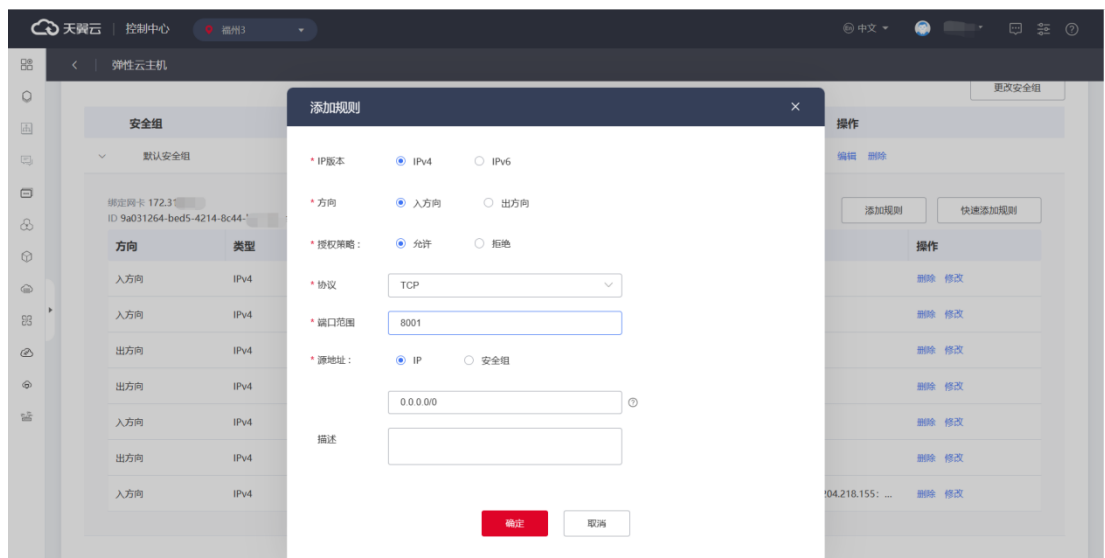 天翼云 控制中心 福州3 中文
弹性云主机
更改安全组
添加规则
安全组 操作
默认安全组 编辑 删除
* IP版本 IPv4 IPv6
绑定网卡 172.31
* 方向 入方向 出方向
添加规则 快速添加规则
ID 9a031264-bed5-4214-8c44-
方向 类型 操作
* 授权策略： 允许 拒绝
入方向 IPv4 删除 修改
* 协议 TCP
入方向 IPv4 删除 修改
* 端口范围 8001
出方向 IPv4 删除 修改
* 源地址： IP 安全组
出方向 IPv4 删除 修改
0.0.0.0/0
入方向 IPv4 删除 修改
描述
出方向 IPv4 删除 修改
入方向 IPv4 204.218.155: ... 删除 修改
确定 取消